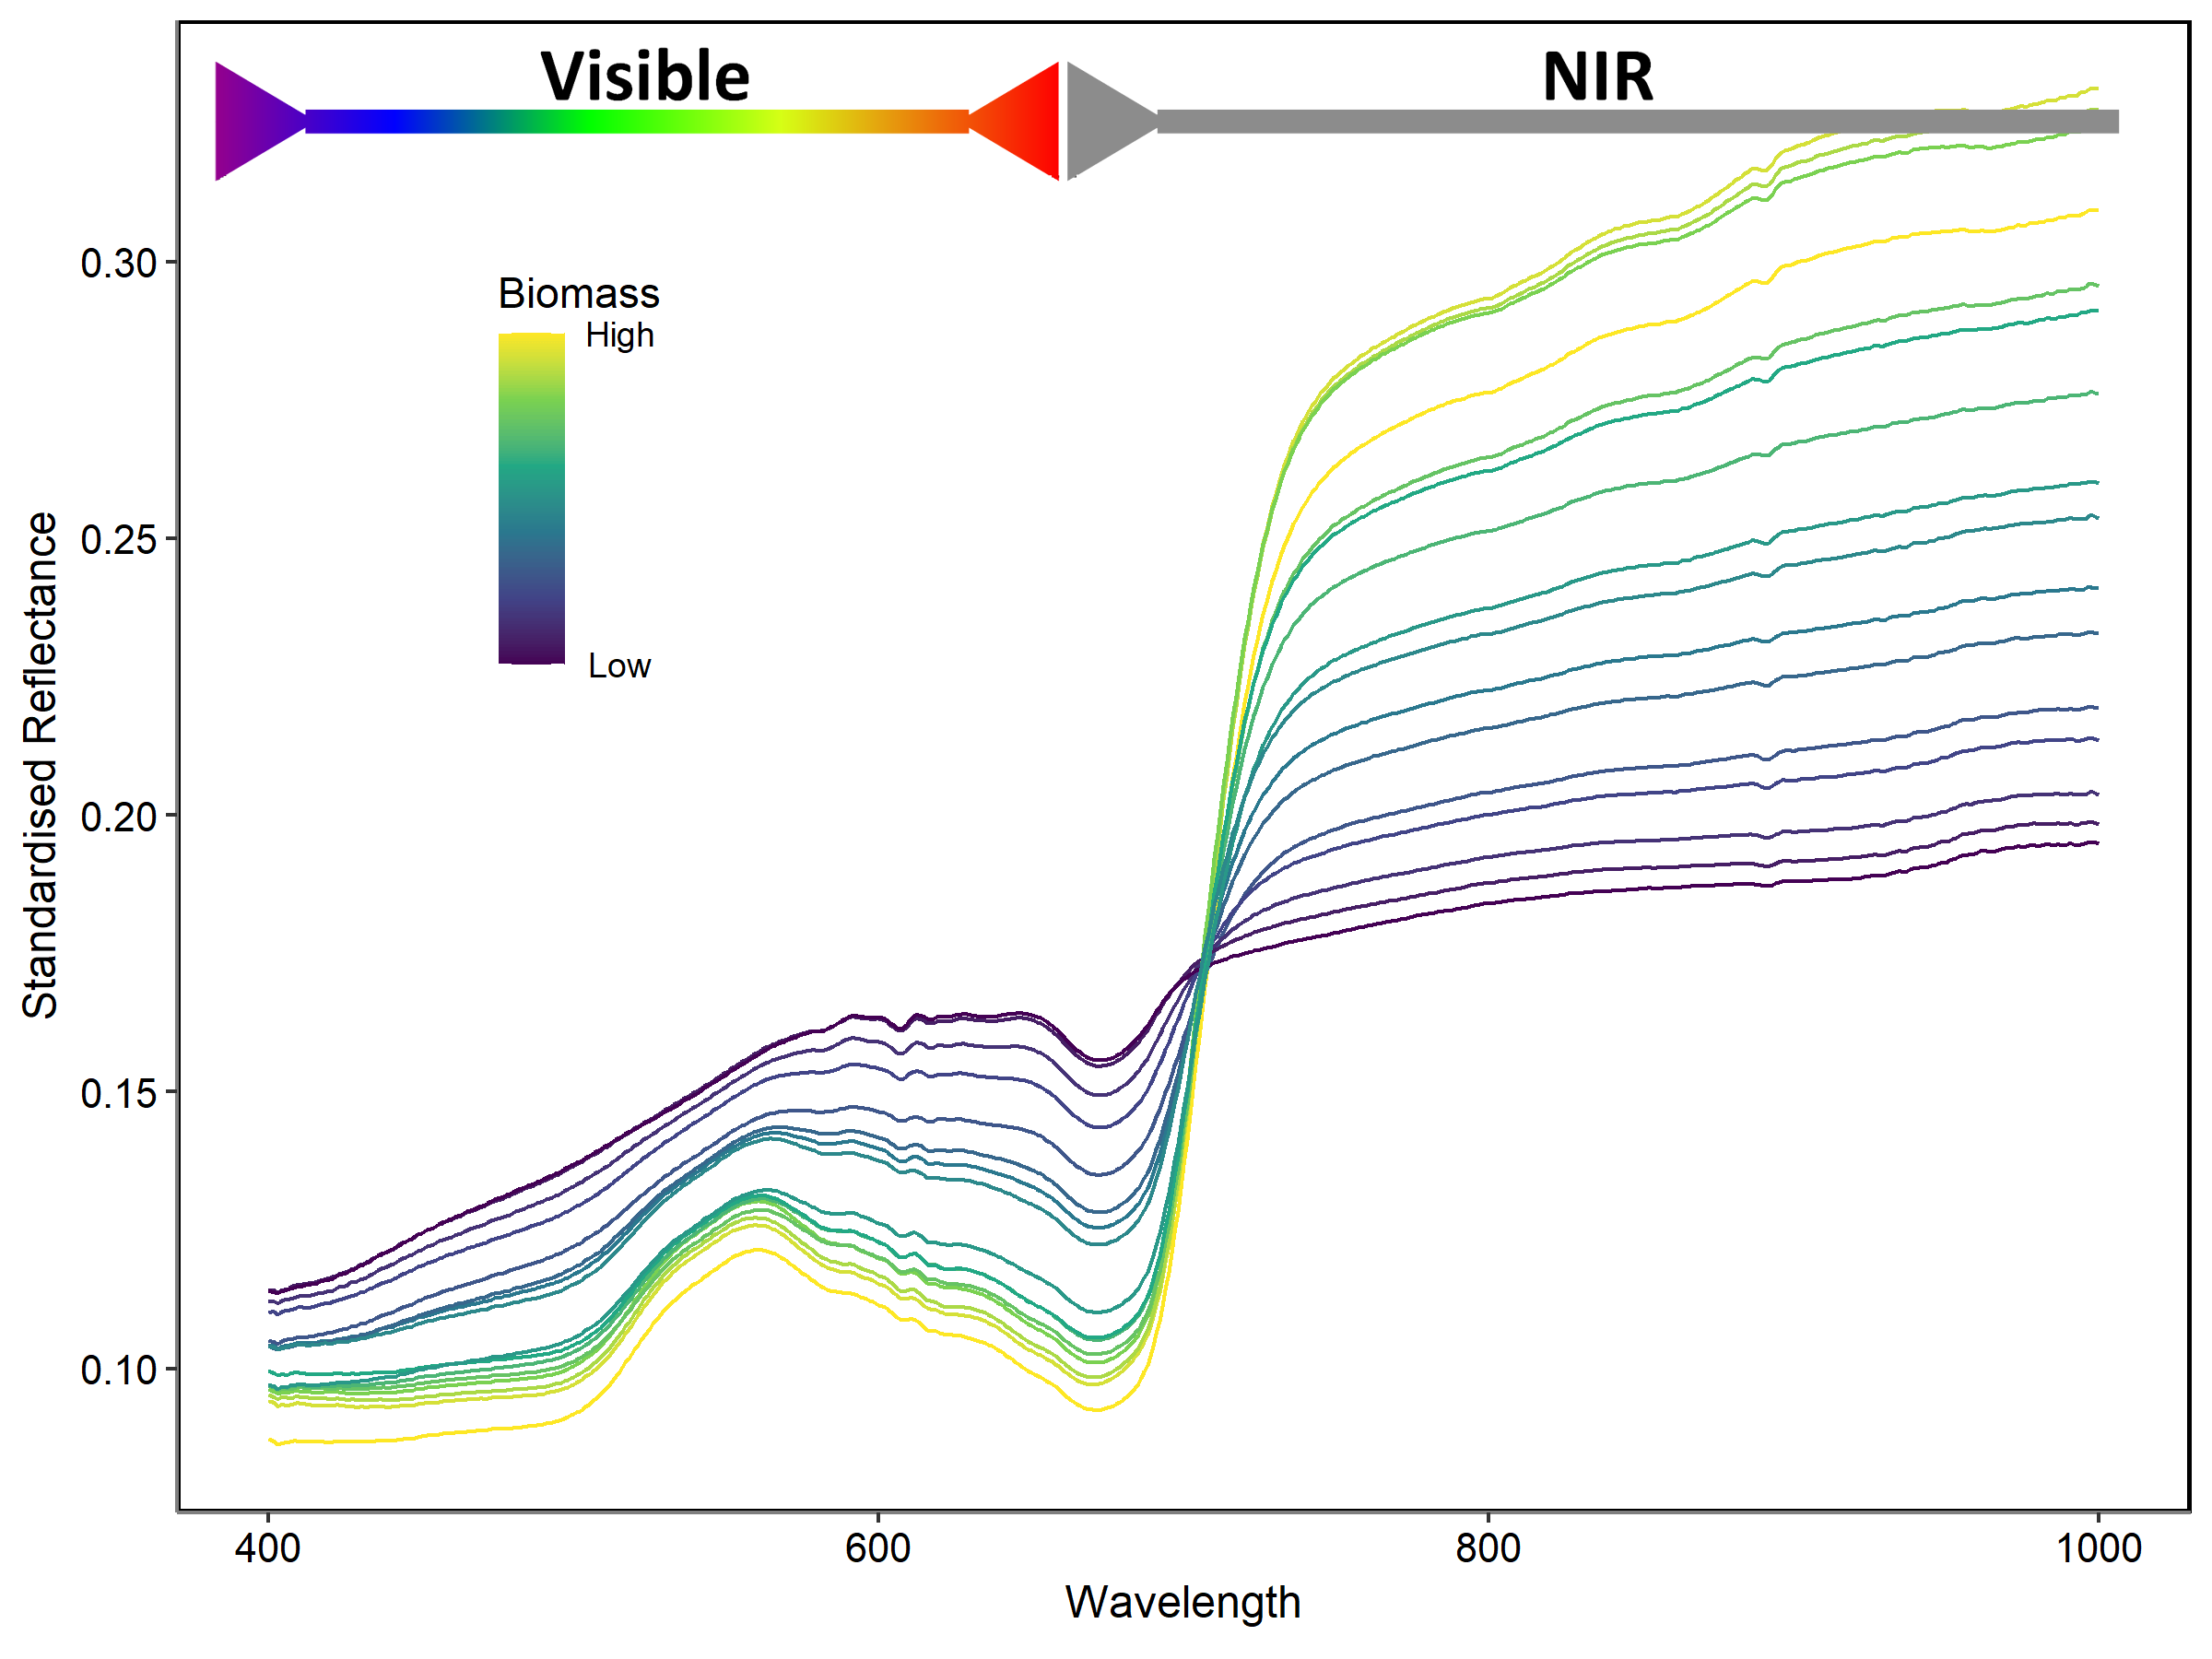 Visible
NIR
Biomass
High
Low
Standardised Reflectance
0.30
0.25
0.20
0.15
0.10
400
600
800
1000
Wavelength